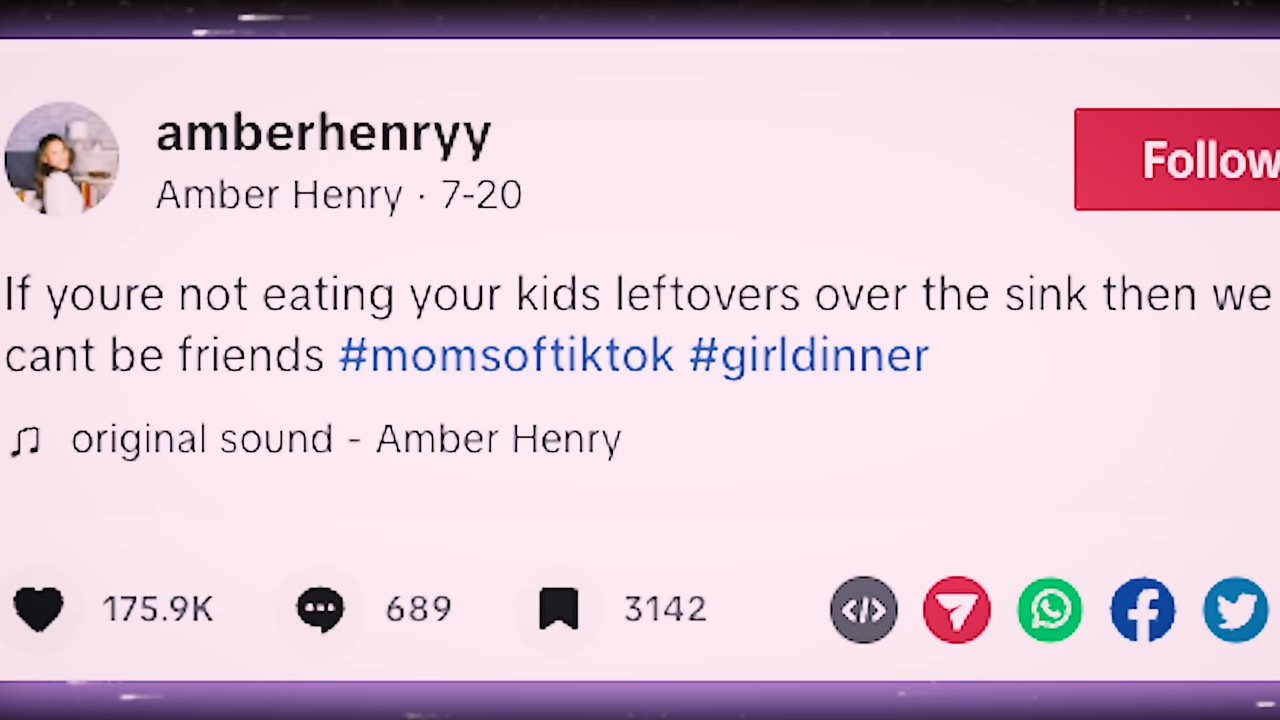 amberhenryy
Amber Henry · 7-20
Follow
If youre not eating your kids leftovers over the sink then we
cant be friends #momsoftiktok #girldinner
original sound - Amber Henry
175.9K 689 3142